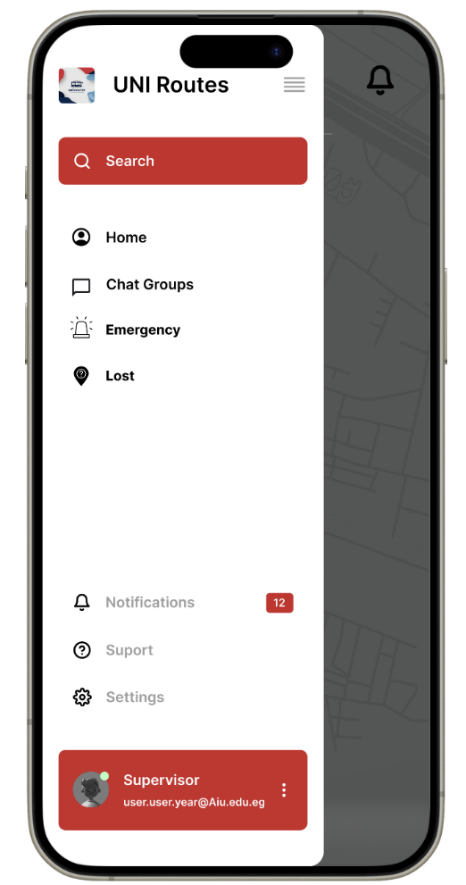 UNI Routes
Search
Home
Chat Groups
Emergency
Lost
Notifications 12
Suport
Settings
Supervisor
user.user.year@Aiu.edu.eg